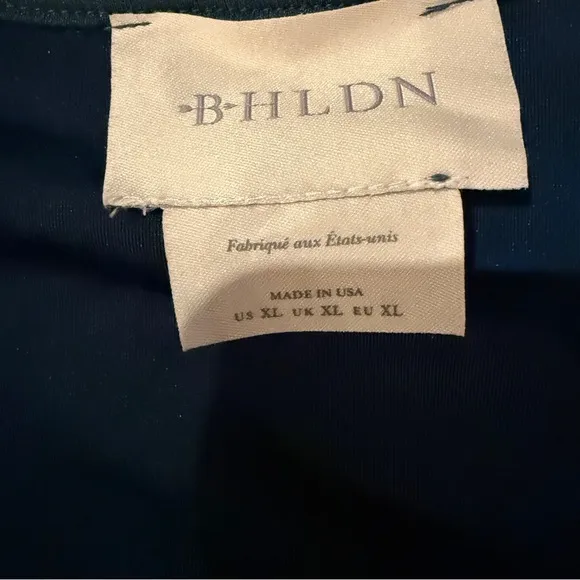 BHLDN
Fabriqué aux États-unis
MADE IN USA
US XL UK XL EU XL